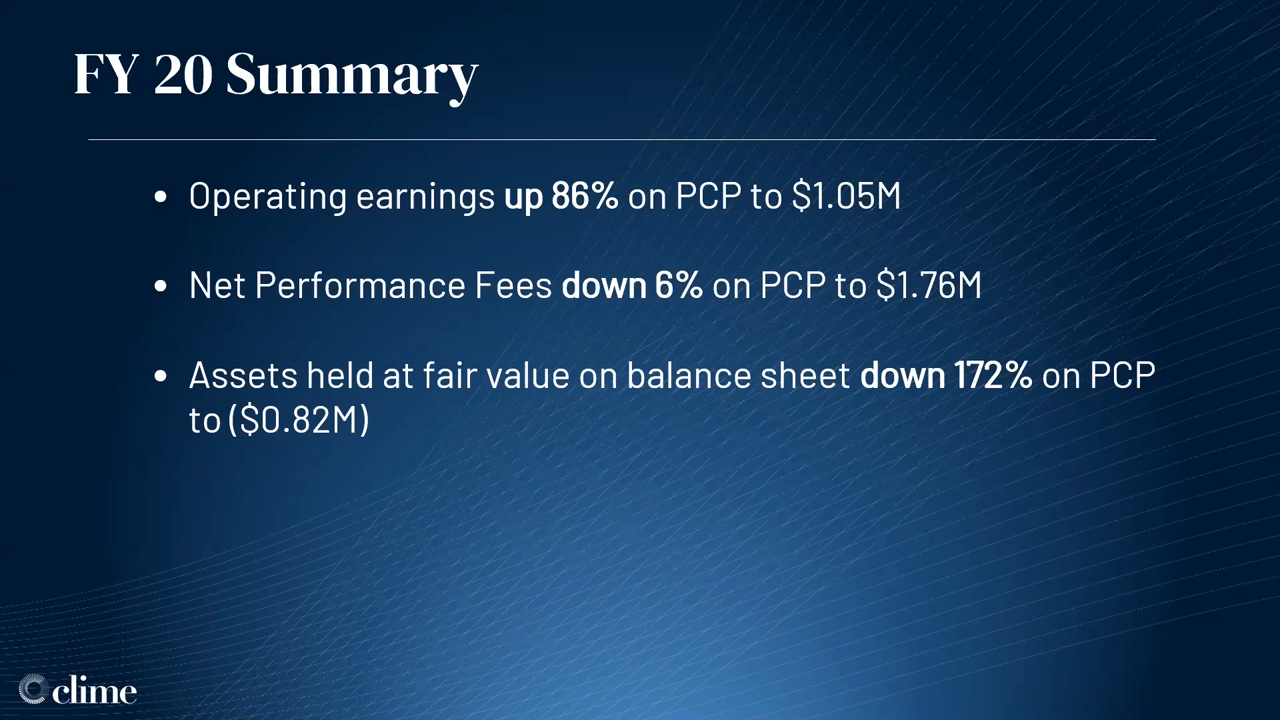 FY 20 Summary
• Operating earnings up 86% on PCP to $1.05M
• Net Performance Fees down 6% on PCP to $1.76M
• Assets held at fair value on balance sheet down 172% on PCP
to ($0.82M)
clime